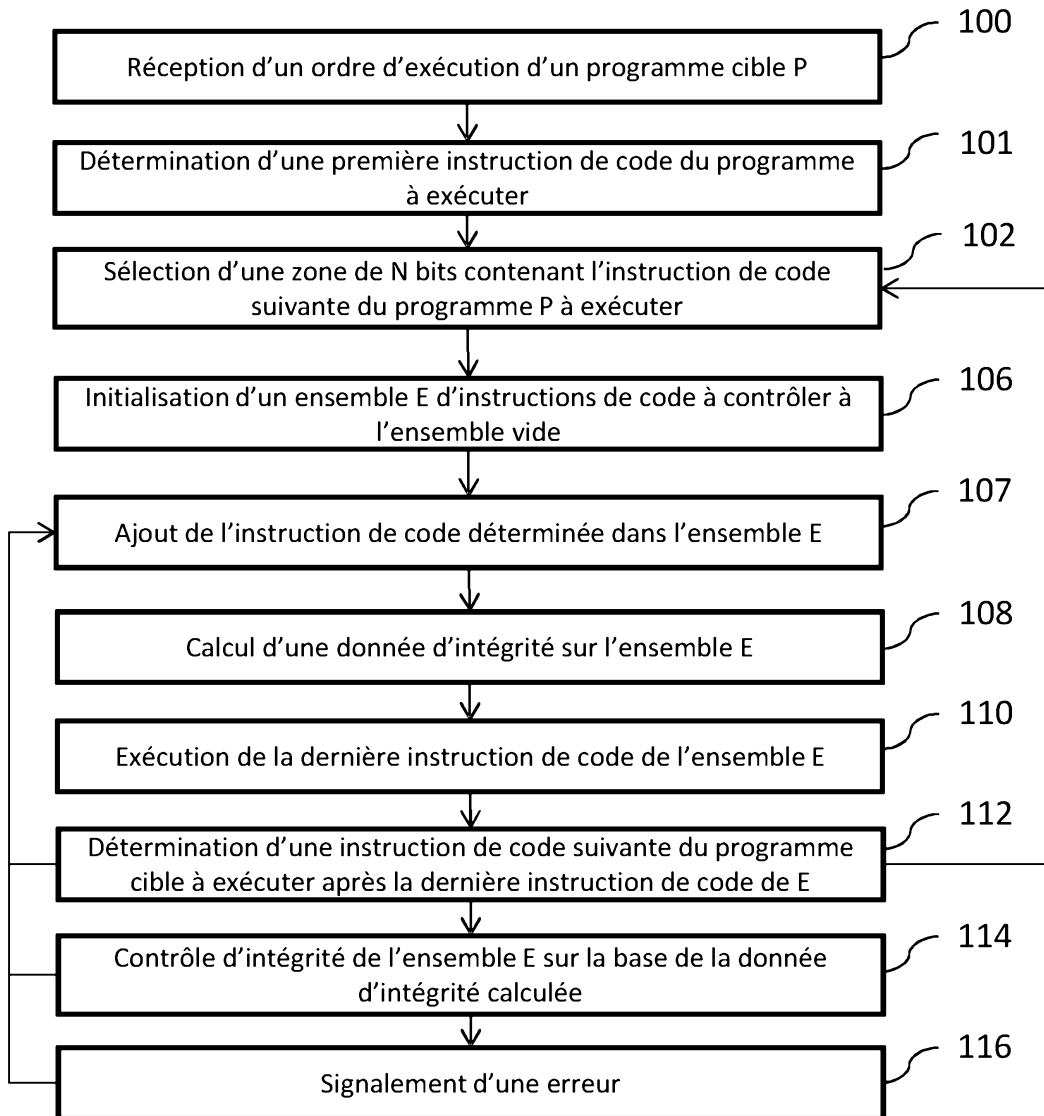 100
Réception d'un ordre d'exécution d'un programme cible P
101
Détermination d'une première instruction de code du programme
à exécuter
102
Sélection d'une zone de N bits contenant l'instruction de code
suivante du programme P à exécuter
106
Initialisation d'un ensemble E d'instructions de code à contrôler à
l'ensemble vide
107
Ajout de l'instruction de code déterminée dans l'ensemble E
108
Calcul d'une donnée d'intégrité sur l'ensemble E
110
Exécution de la dernière instruction de code de l'ensemble E
112
Détermination d'une instruction de code suivante du programme
cible à exécuter après la dernière instruction de code de E
114
Contrôle d'intégrité de l'ensemble E sur la base de la donnée
d'intégrité calculée
116
Signalement d'une erreur